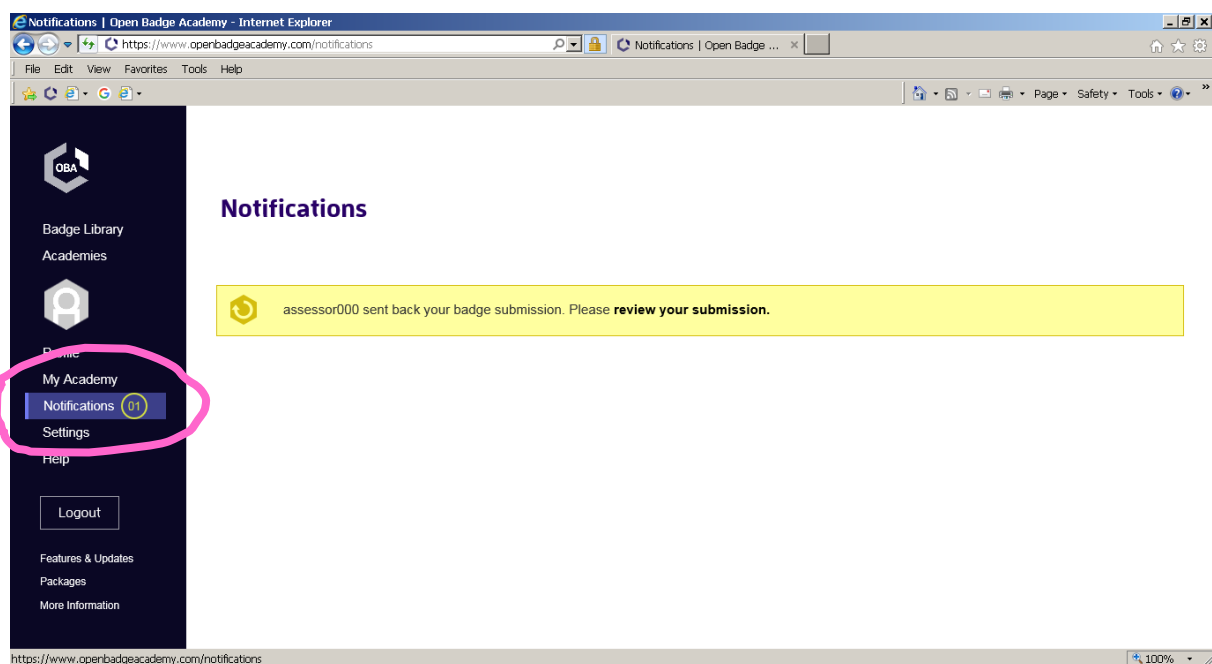 Notifications | Open Badge Academy - Internet Explorer
https://www.openbadgeacademy.com/notifications
Notifications | Open Badge ...
File Edit View Favorites Tools Help
Page Safety Tools
OBA
Badge Library
Academies
Notifications
assessor000 sent back your badge submission. Please review your submission.
Profile
My Academy
Notifications 01
Settings
Help
Logout
Features & Updates
Packages
More Information
https://www.openbadgeacademy.com/notifications
100%